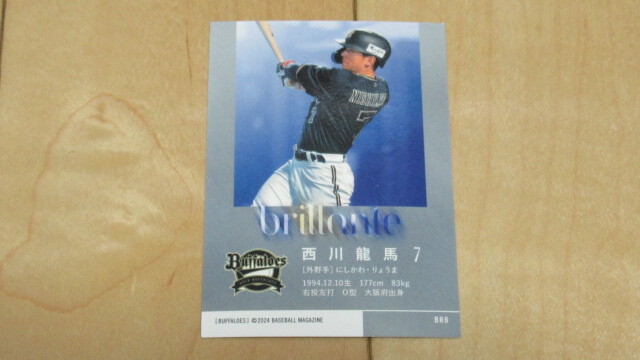 brillante
西川龍馬 7
[外野手] にしかわ・りょうま
1994.12.10生 177cm 83kg
右投左打 O型 大阪府出身
Buffaloes
[BUFFALOES] ©2024 BASEBALL MAGAZINE
BR8